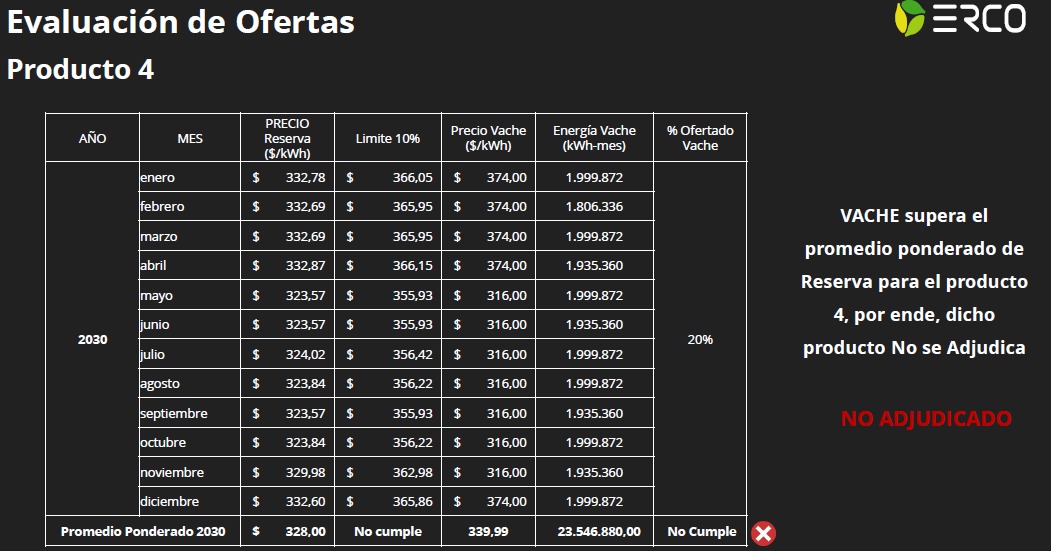 Evaluación de Ofertas
ERCO
Producto 4
AÑO MES PRECIO Reserva ($/kWh) Limite 10% Precio Vache ($/kWh) Energía Vache (kWh-mes) % Ofertado Vache
enero $ 332,78 $ 366,05 $ 374,00 1.999.872
febrero $ 332,69 $ 365,95 $ 374,00 1.806.336
marzo $ 332,69 $ 365,95 $ 374,00 1.999.872
abril $ 332,87 $ 366,15 $ 374,00 1.935.360
mayo $ 323,57 $ 355,93 $ 316,00 1.999.872
junio $ 323,57 $ 355,93 $ 316,00 1.935.360
2030 20%
julio $ 324,02 $ 356,42 $ 316,00 1.999.872
agosto $ 323,84 $ 356,22 $ 316,00 1.999.872
septiembre $ 323,57 $ 355,93 $ 316,00 1.935.360
octubre $ 323,84 $ 356,22 $ 316,00 1.999.872
noviembre $ 329,98 $ 362,98 $ 316,00 1.935.360
diciembre $ 332,60 $ 365,86 $ 374,00 1.999.872
Promedio Ponderado 2030 $ 328,00 No cumple 339,99 23.546.880,00 No Cumple
VACHE supera el
promedio ponderado de
Reserva para el producto
4, por ende, dicho
producto No se Adjudica
NO ADJUDICADO